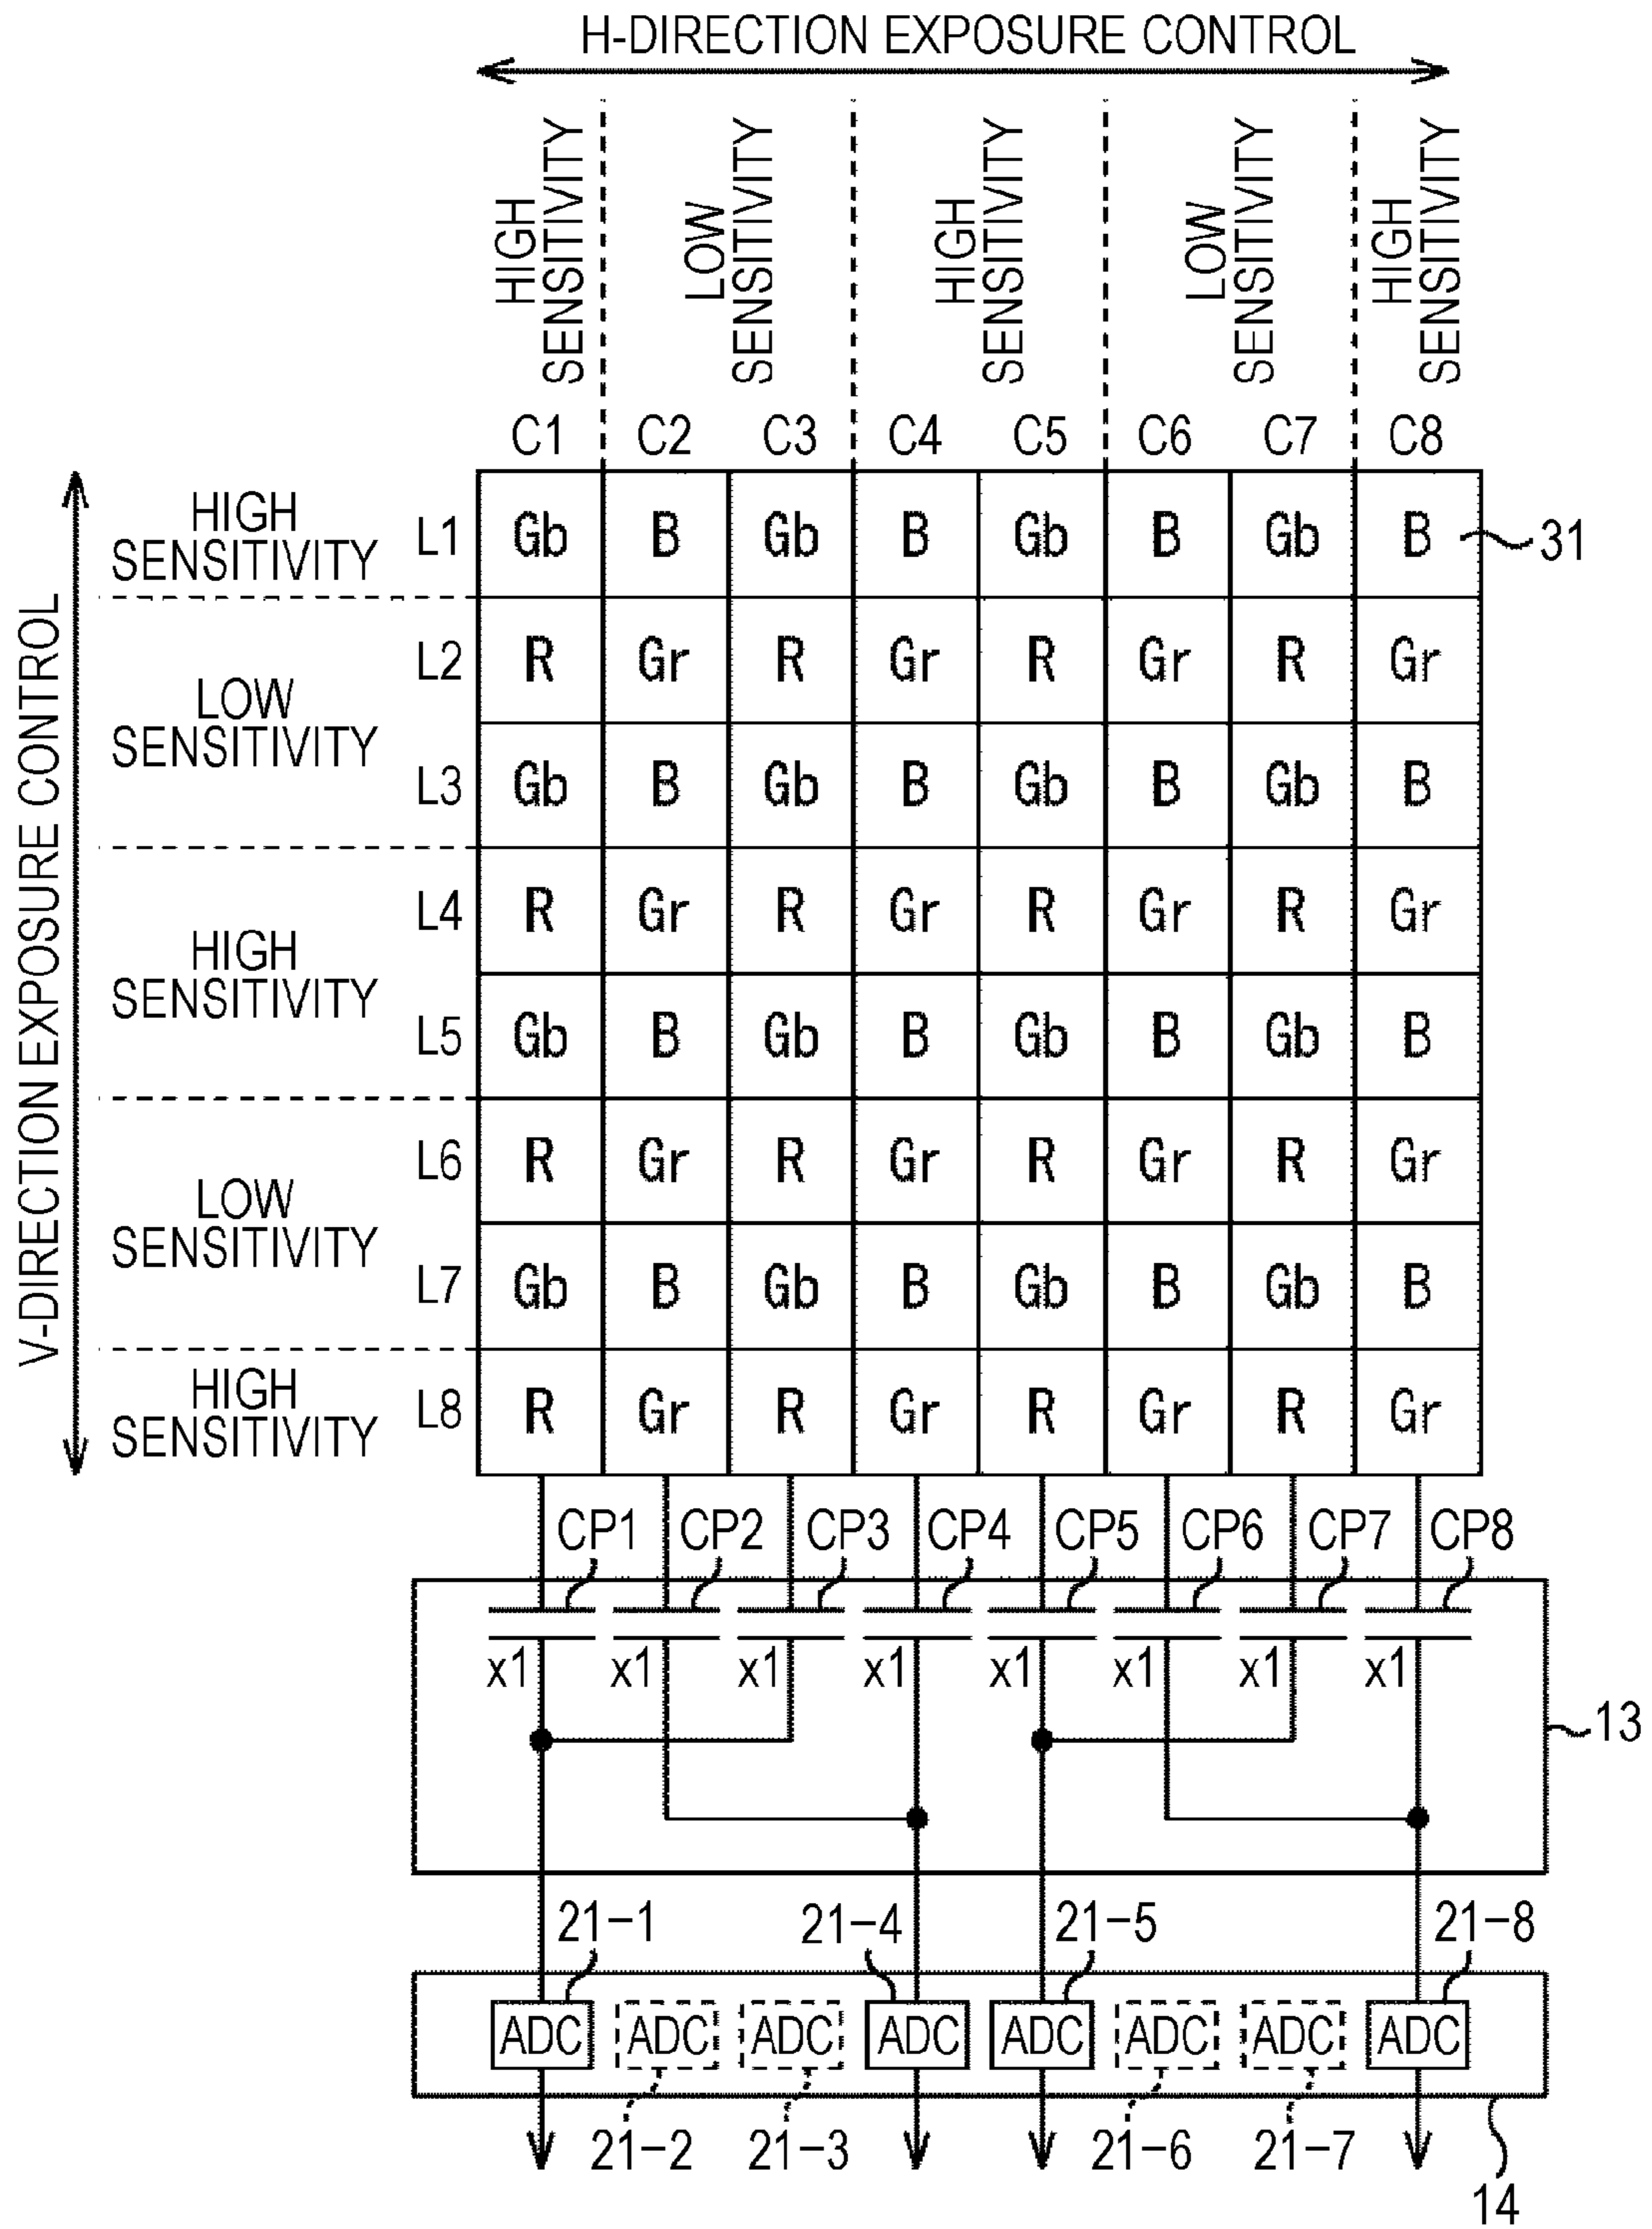 H-DIRECTION EXPOSURE CONTROL
HIGH
SENSITIVITY
LOW
SENSITIVITY
HIGH
SENSITIVITY
LOW
SENSITIVITY
HIGH
SENSITIVITY
C1 C2 C3 C4 C5 C6 C7 C8
V-DIRECTION EXPOSURE CONTROL
HIGH
SENSITIVITY
L1 Gb B Gb B Gb B Gb B 31
L2 R Gr R Gr R Gr R Gr
LOW
SENSITIVITY
L3 Gb B Gb B Gb B Gb B
L4 R Gr R Gr R Gr R Gr
HIGH
SENSITIVITY
L5 Gb B Gb B Gb B Gb B
L6 R Gr R Gr R Gr R Gr
LOW
SENSITIVITY
L7 Gb B Gb B Gb B Gb B
HIGH
SENSITIVITY
L8 R Gr R Gr R Gr R Gr
CP1 CP2 CP3 CP4 CP5 CP6 CP7 CP8
x1 x1 x1 x1 x1 x1 x1 x1
13
21-1 21-4 21-5 21-8
ADC ADC ADC ADC ADC ADC ADC ADC
21-2 21-3 21-6 21-7
14